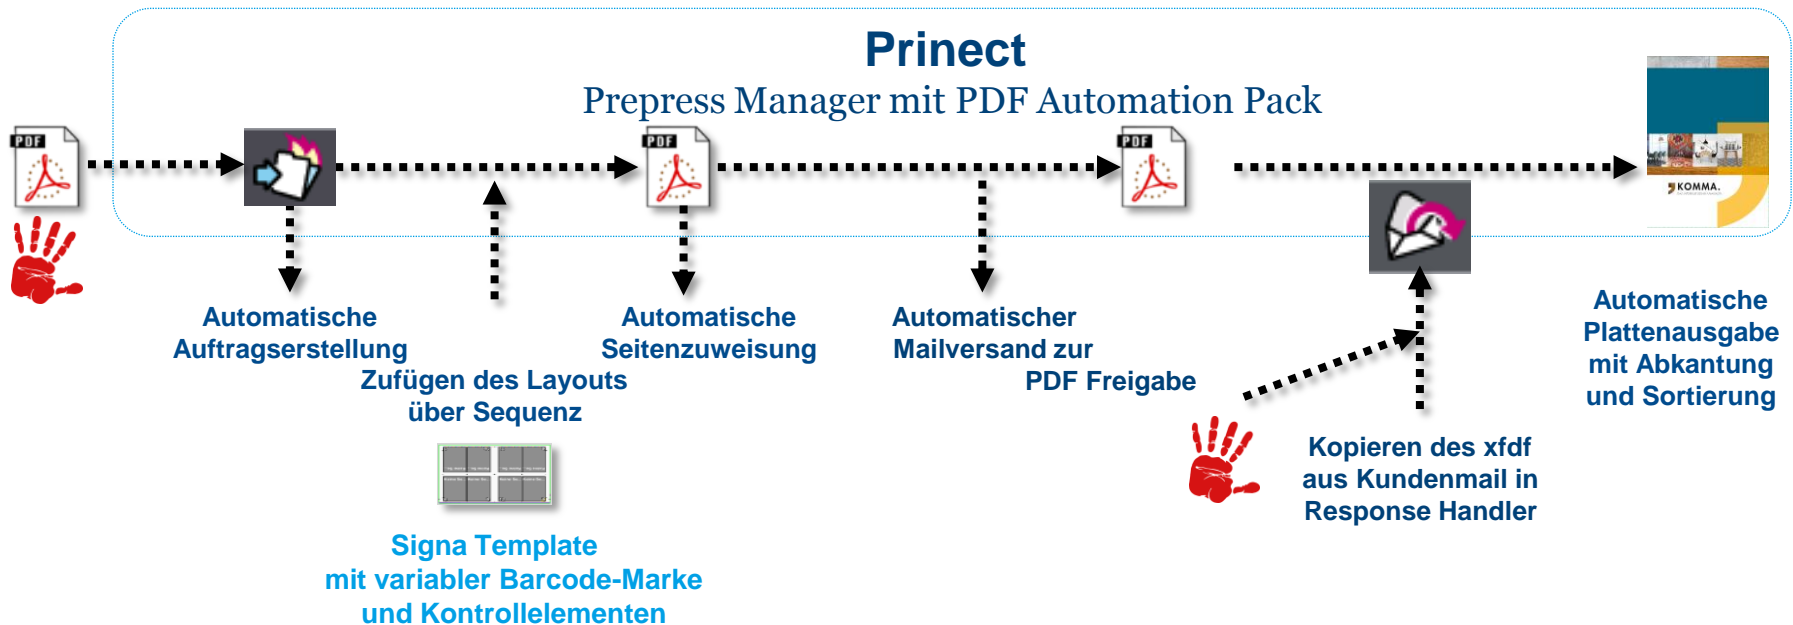 Prinect
Prepress Manager mit PDF Automation Pack
PDF
PDF
PDF
KOMMA.
Automatische
Auftragserstellung
Zufügen des Layouts
über Sequenz
Automatische
Seitenzuweisung
Automatischer
Mailversand zur
PDF Freigabe
Automatische
Plattenausgabe
mit Abkantung
und Sortierung
Kopieren des xfdf
aus Kundenmail in
Response Handler
Signa Template
mit variabler Barcode-Marke
und Kontrollelementen